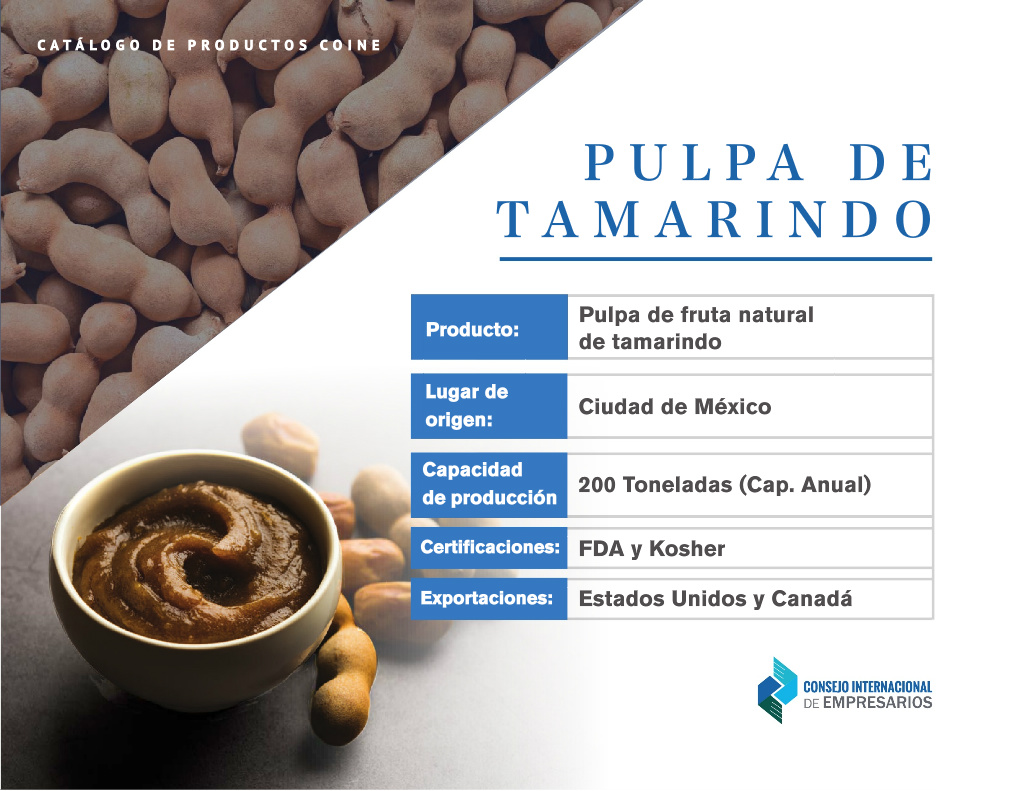 CATÁLOGO DE PRODUCTOS COINE
PULPA DE
TAMARINDO
Producto:
Pulpa de fruta natural
de tamarindo
Lugar de
origen:
Ciudad de México
Capacidad
de producción
200 Toneladas (Cap. Anual)
Certificaciones:
FDA y Kosher
Exportaciones:
Estados Unidos y Canadá
CONSEJO INTERNACIONAL
DE EMPRESARIOS